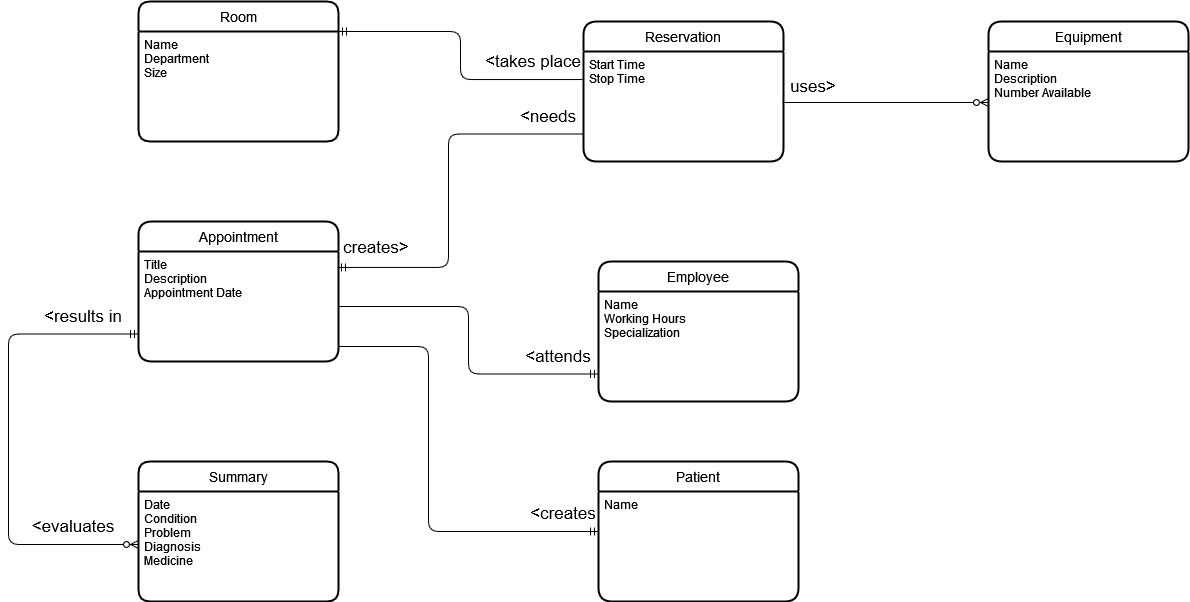 Room
Name
Department
Size
<takes place
Reservation
Start Time
Stop Time
uses>
Equipment
Name
Description
Number Available
<needs
Appointment
Title
Description
Appointment Date
creates>
<results in
Employee
Name
Working Hours
Specialization
<attends
Summary
Date
Condition
Problem
Diagnosis
Medicine
<evaluates
Patient
Name
<creates